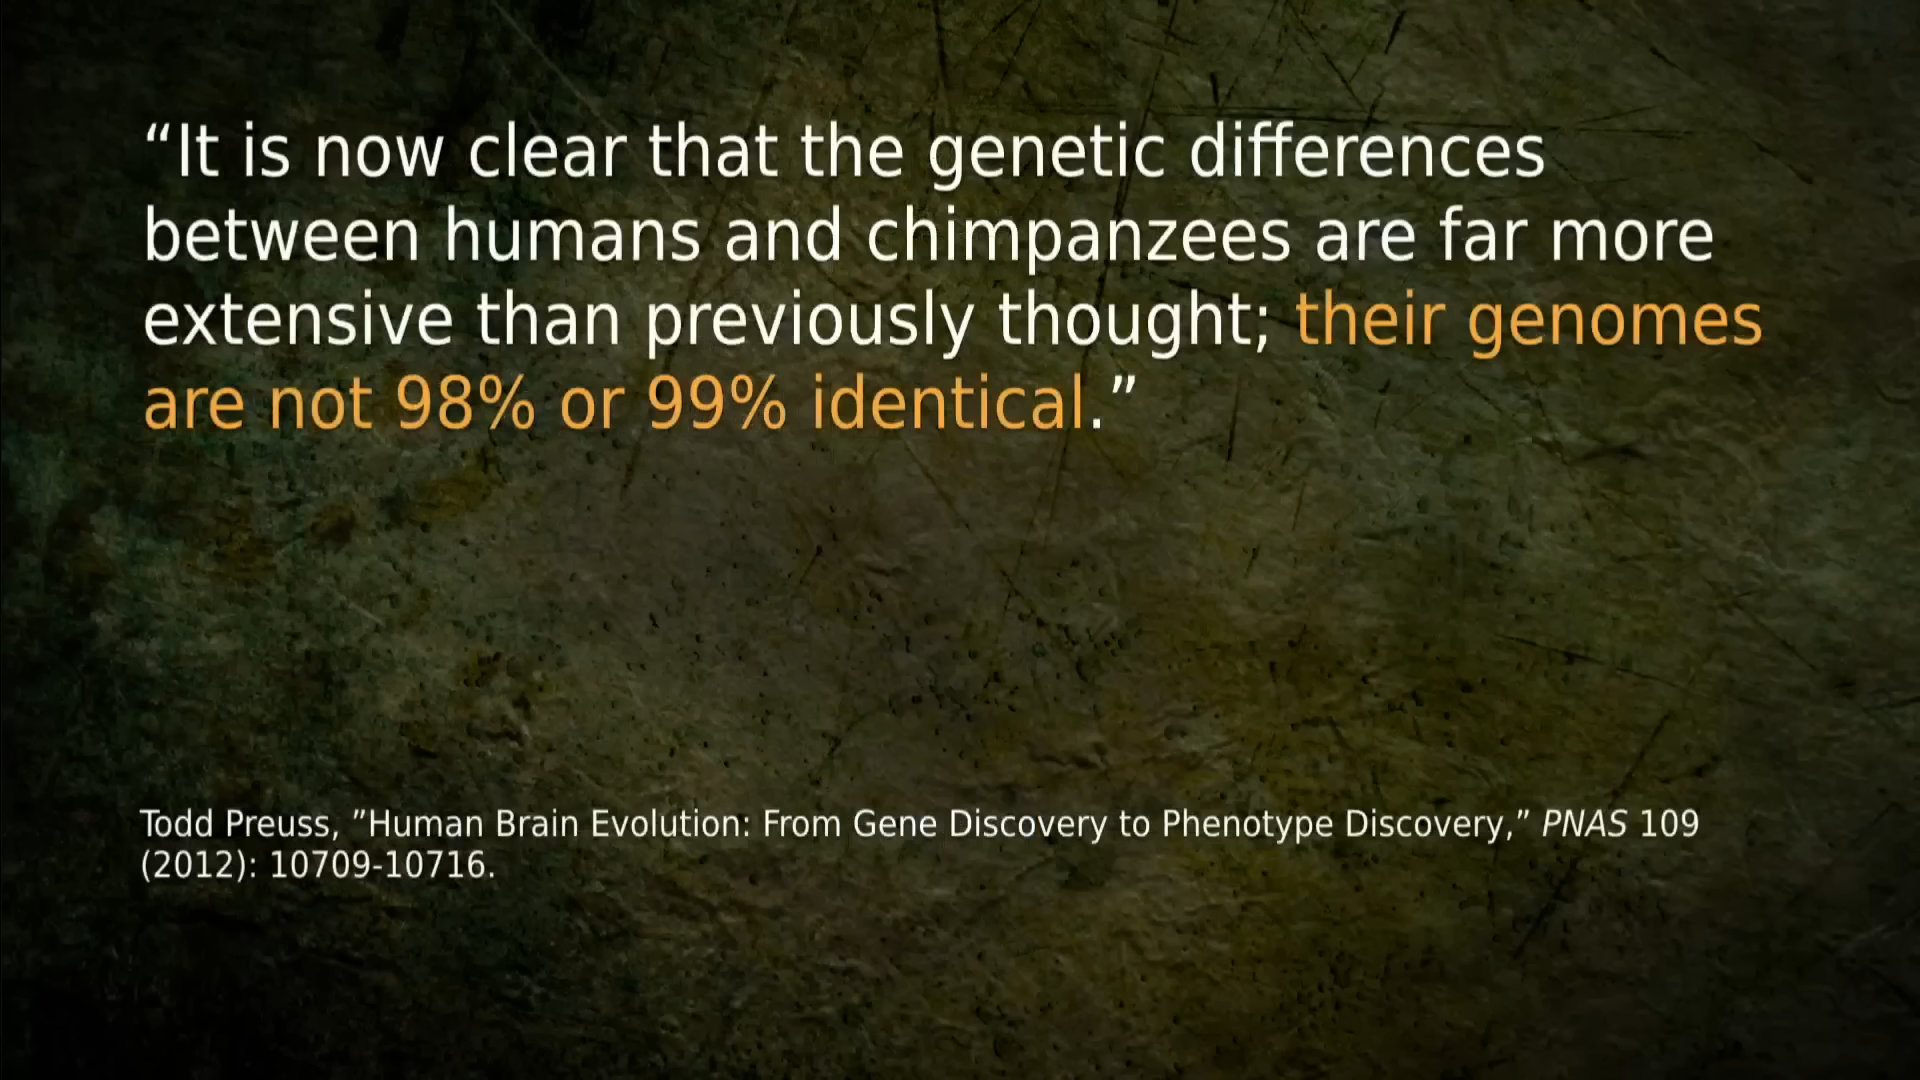 “It is now clear that the genetic differences
between humans and chimpanzees are far more
extensive than previously thought; their genomes
are not 98% or 99% identical.”
Todd Preuss, ”Human Brain Evolution: From Gene Discovery to Phenotype Discovery,” PNAS 109
(2012): 10709-10716.